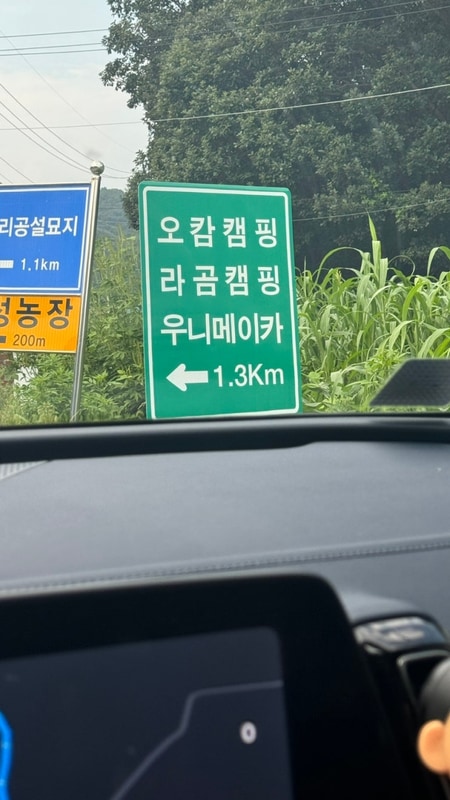 리공설묘지
1.1km
성농장
200m
오캄캠핑
라곰캠핑
우니메이카
1.3Km